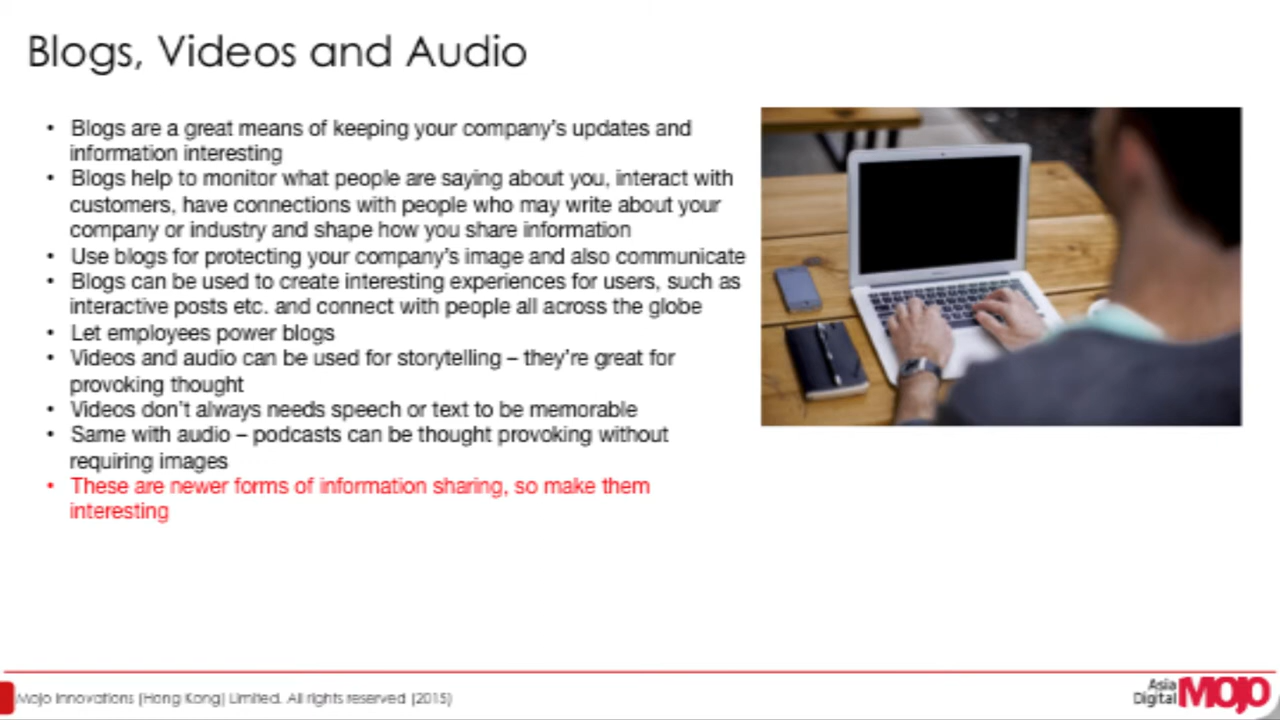 Blogs, Videos and Audio
• Blogs are a great means of keeping your company's updates and
information interesting
• Blogs help to monitor what people are saying about you, interact with
customers, have connections with people who may write about your
company or industry and shape how you share information
• Use blogs for protecting your company's image and also communicate
• Blogs can be used to create interesting experiences for users, such as
interactive posts etc. and connect with people all across the globe
• Let employees power blogs
• Videos and audio can be used for storytelling – they're great for
provoking thought
• Videos don't always needs speech or text to be memorable
• Same with audio – podcasts can be thought provoking without
requiring images
• These are newer forms of information sharing, so make them
interesting
Mojo Innovations (Hong Kong) Limited. All rights reserved (2015)
Asia
Digital MOJO